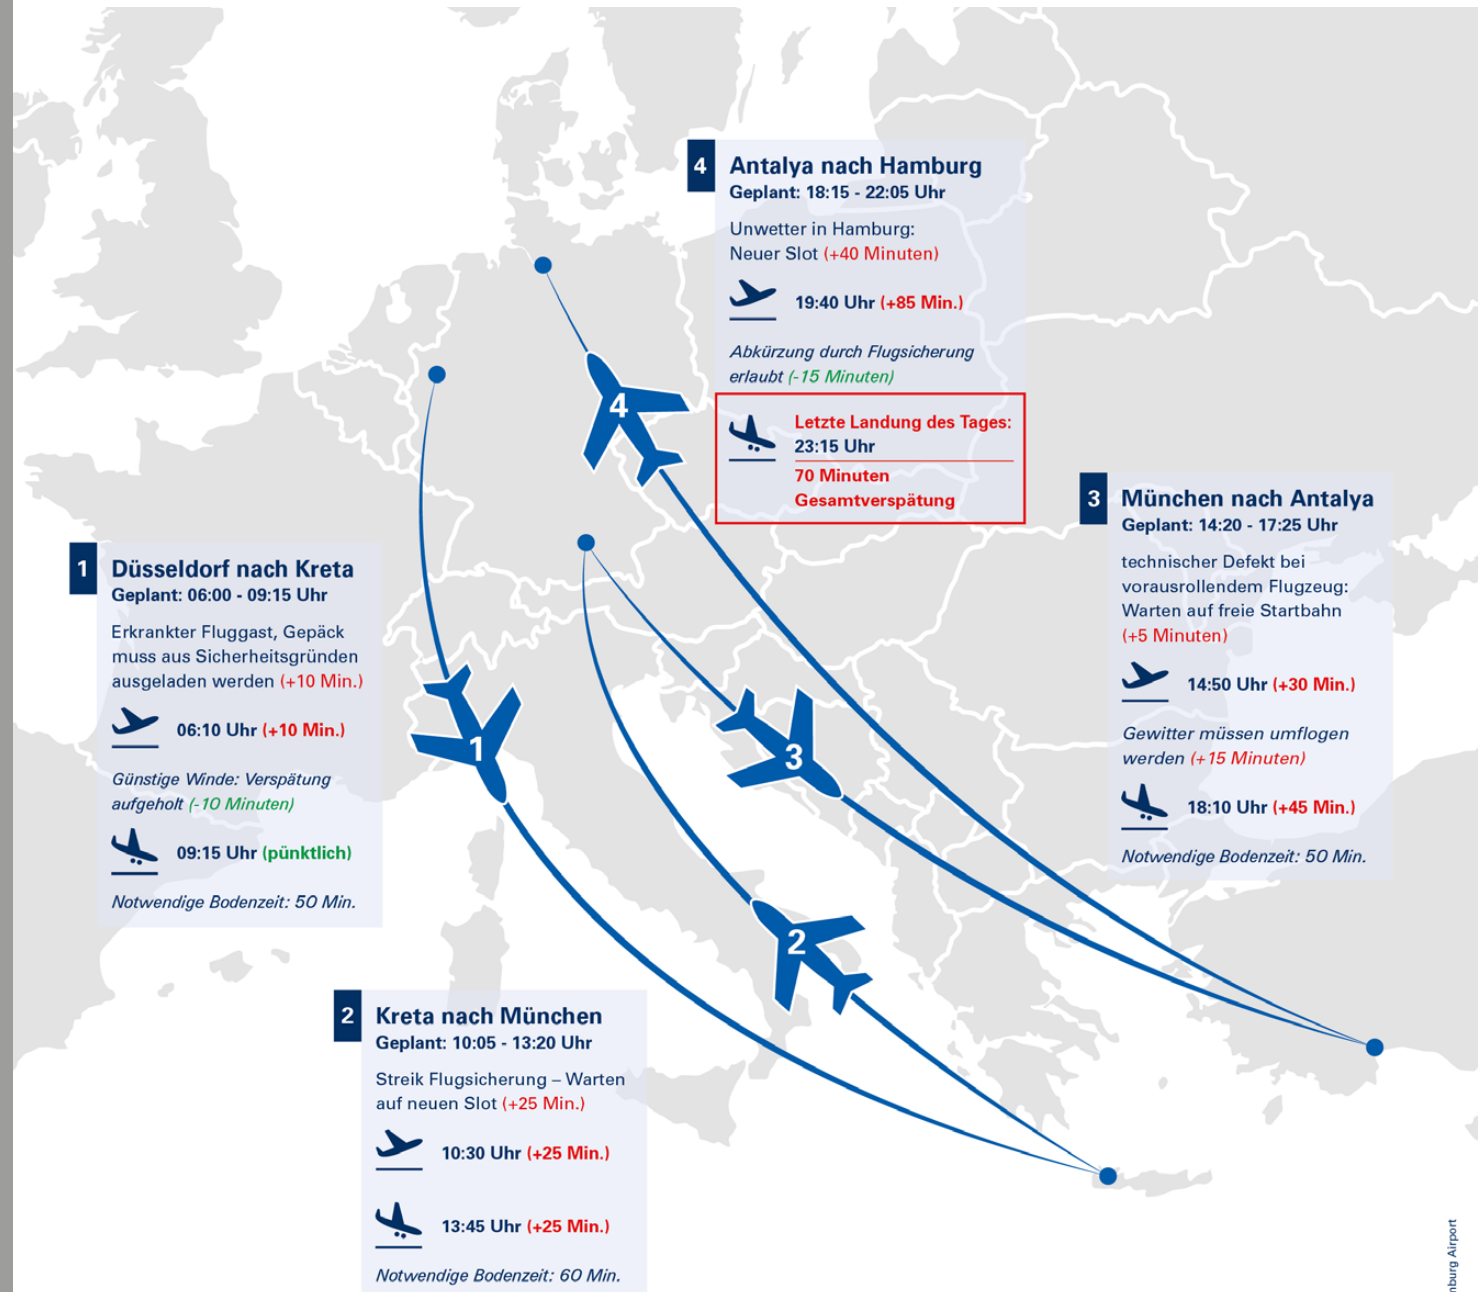 4
Antalya nach Hamburg
Geplant: 18:15 - 22:05 Uhr
Unwetter in Hamburg:
Neuer Slot (+40 Minuten)
19:40 Uhr (+85 Min.)
Abkürzung durch Flugsicherung
erlaubt (-15 Minuten)
Letzte Landung des Tages:
23:15 Uhr
70 Minuten
Gesamtverspätung
4
3
München nach Antalya
Geplant: 14:20 - 17:25 Uhr
technischer Defekt bei
vorausrollendem Flugzeug:
Warten auf freie Startbahn
(+5 Minuten)
14:50 Uhr (+30 Min.)
Gewitter müssen umflogen
werden (+15 Minuten)
18:10 Uhr (+45 Min.)
Notwendige Bodenzeit: 50 Min.
1
Düsseldorf nach Kreta
Geplant: 06:00 - 09:15 Uhr
Erkrankter Fluggast, Gepäck
muss aus Sicherheitsgründen
ausgeladen werden (+10 Min.)
06:10 Uhr (+10 Min.)
Günstige Winde: Verspätung
aufgeholt (-10 Minuten)
09:15 Uhr (pünktlich)
Notwendige Bodenzeit: 50 Min.
1
3
2
2
Kreta nach München
Geplant: 10:05 - 13:20 Uhr
Streik Flugsicherung – Warten
auf neuen Slot (+25 Min.)
10:30 Uhr (+25 Min.)
13:45 Uhr (+25 Min.)
Notwendige Bodenzeit: 60 Min.
Airport